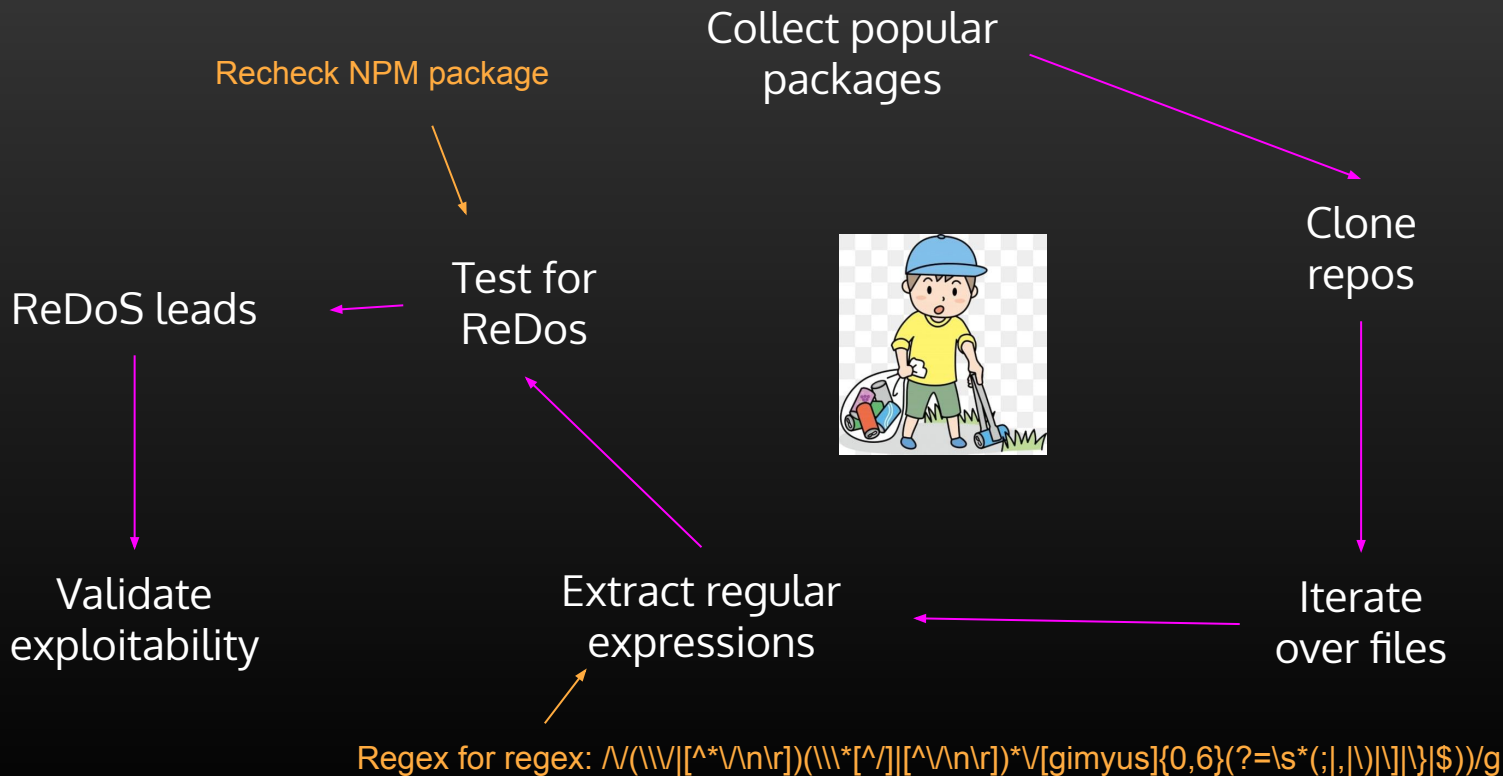 Collect popular
packages
Recheck NPM package
Clone
repos
Test for
ReDos
ReDoS leads
Validate
exploitability
Extract regular
expressions
Iterate
over files
Regex for regex: /\/(\\\/|[^*\/\n\r])(\\\*[^/]|[^\/\n\r])*\/[gimyus]{0,6}(?=\s*(;|,|\)|\]|\}|$))/g